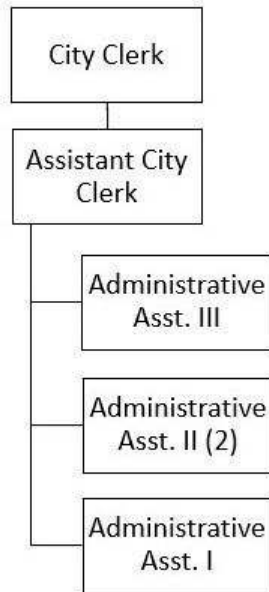 City Clerk
Assistant City
Clerk
Administrative
Asst. III
Administrative
Asst. II (2)
Administrative
Asst. I